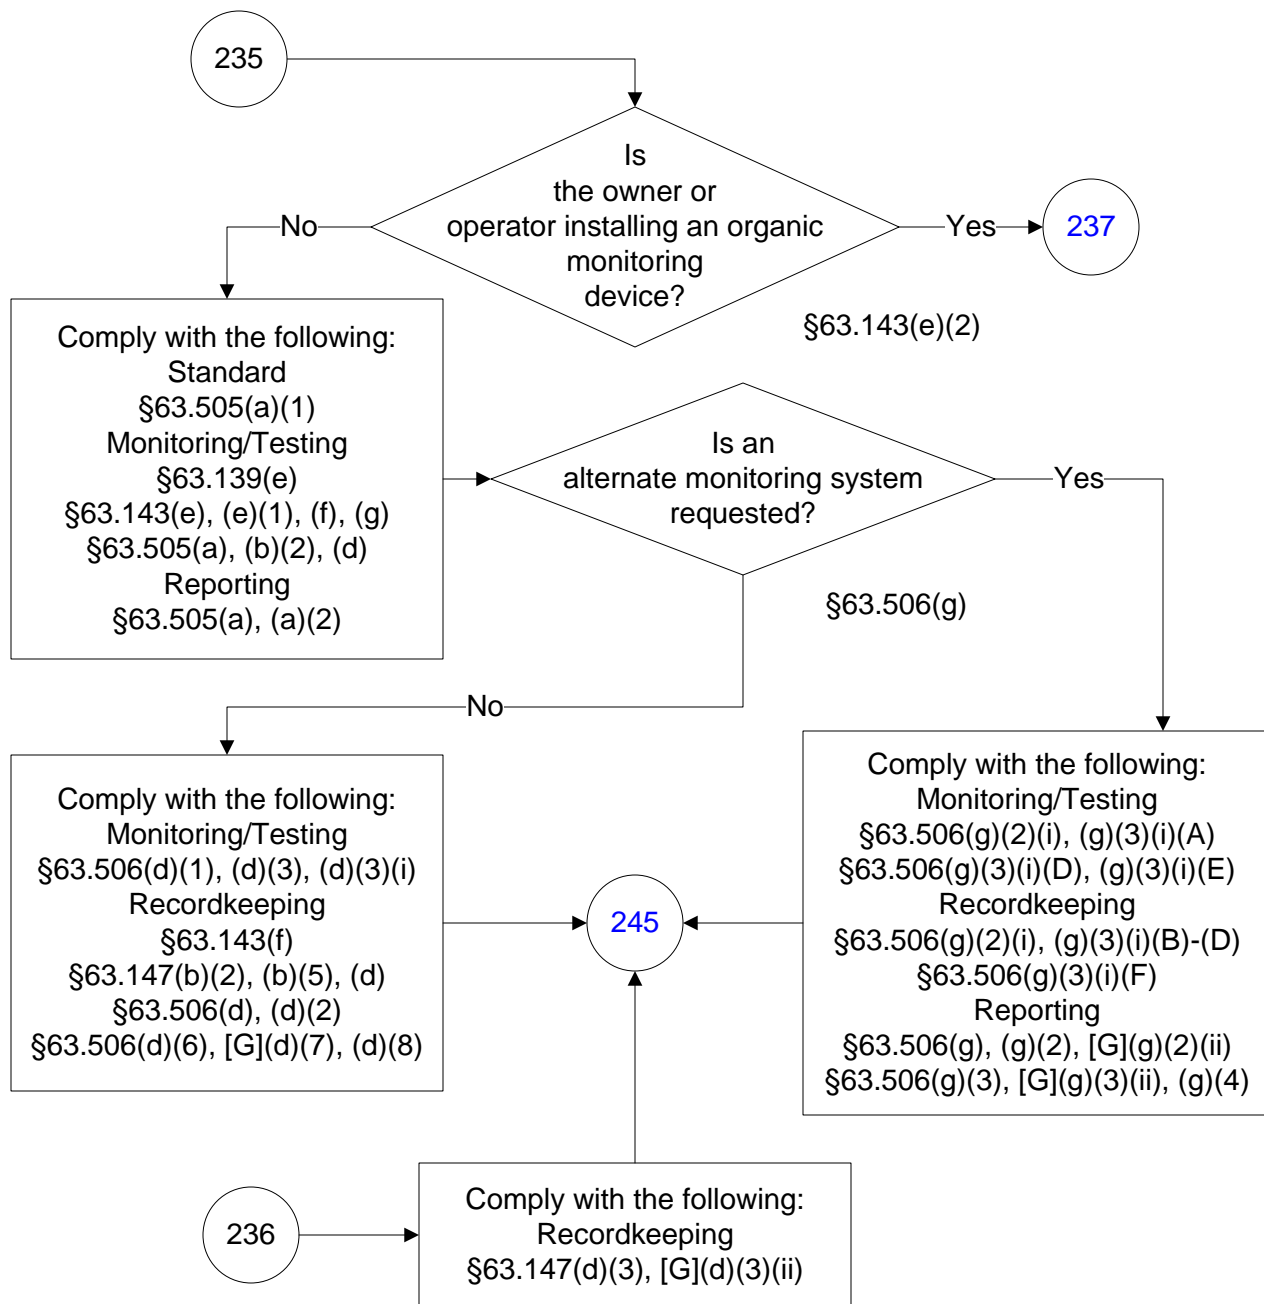 235
Is
the owner or
operator installing an organic
monitoring
device?
No
Yes
237
§63.143(e)(2)
Comply with the following:
Standard
§63.505(a)(1)
Monitoring/Testing
§63.139(e)
§63.143(e), (e)(1), (f), (g)
§63.505(a), (b)(2), (d)
Reporting
§63.505(a), (a)(2)
Is an
alternate monitoring system
requested?
Yes
§63.506(g)
No
Comply with the following:
Monitoring/Testing
§63.506(d)(1), (d)(3), (d)(3)(i)
Recordkeeping
§63.143(f)
§63.147(b)(2), (b)(5), (d)
§63.506(d), (d)(2)
§63.506(d)(6), [G](d)(7), (d)(8)
245
Comply with the following:
Monitoring/Testing
§63.506(g)(2)(i), (g)(3)(i)(A)
§63.506(g)(3)(i)(D), (g)(3)(i)(E)
Recordkeeping
§63.506(g)(2)(i), (g)(3)(i)(B)-(D)
§63.506(g)(3)(i)(F)
Reporting
§63.506(g), (g)(2), [G](g)(2)(ii)
§63.506(g)(3), [G](g)(3)(ii), (g)(4)
236
Comply with the following:
Recordkeeping
§63.147(d)(3), [G](d)(3)(ii)